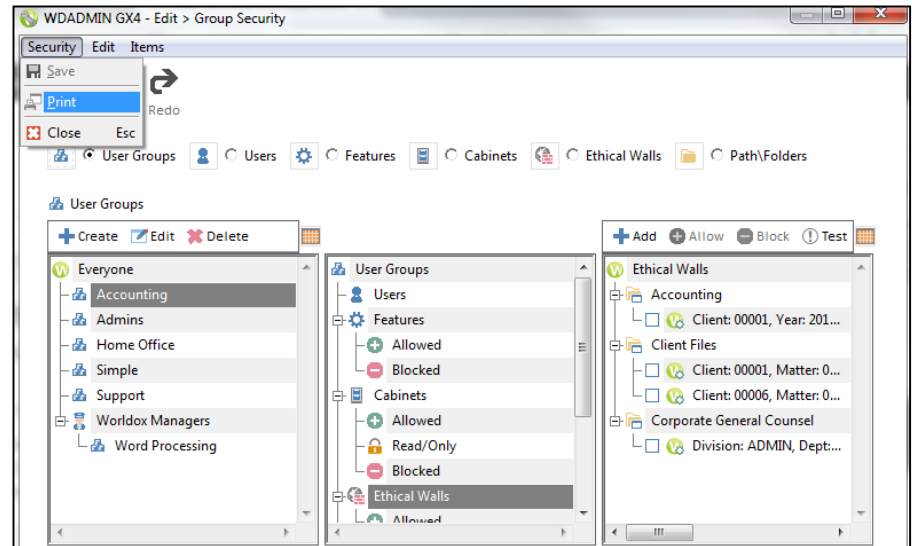 WDADMIN GX4 - Edit > Group Security
Security Edit Items
Save
Print
Redo
Close Esc
User Groups Users Features Cabinets Ethical Walls Path\Folders
User Groups
Create Edit Delete
Add Allow Block Test
Everyone
Accounting
Admins
Home Office
Simple
Support
Worldox Managers
Word Processing
User Groups
Users
Features
Allowed
Blocked
Cabinets
Allowed
Read/Only
Blocked
Ethical Walls
Allowed
Ethical Walls
Accounting
Client: 00001, Year: 201...
Client Files
Client: 00001, Matter: 0...
Client: 00006, Matter: 0...
Corporate General Counsel
Division: ADMIN, Dept:...